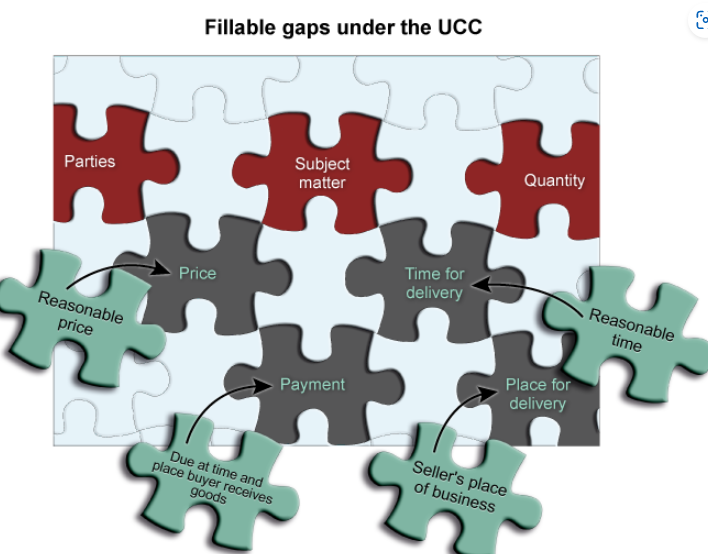 Fillable gaps under the UCC
Parties
Subject
matter
Quantity
Price
Time for
delivery
Reasonable
price
Reasonable
time
Payment
Place for
delivery
Due at time and
place buyer receives
goods
Seller's place
of business